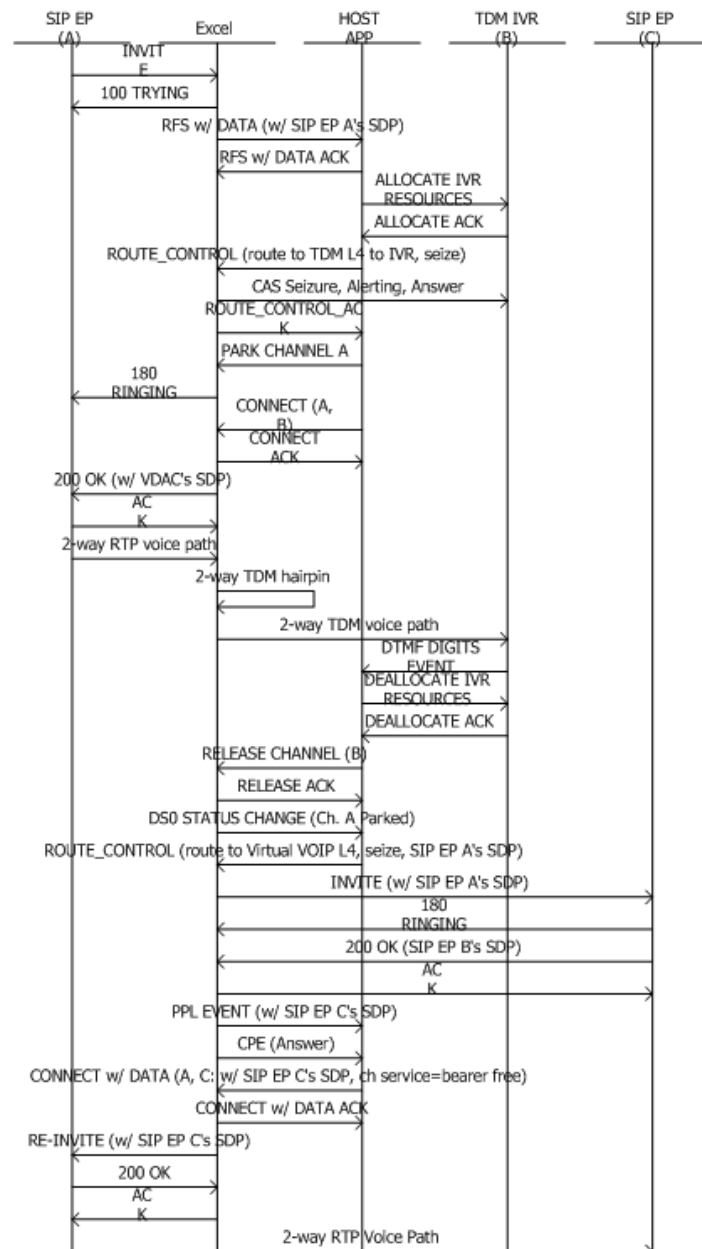 SIP EP
(A)
Excel
HOST
APP
TDM IVR
(B)
SIP EP
(C)
INVIT
E
100 TRYING
RFS w/ DATA (w/ SIP EP A's SDP)
RFS w/ DATA ACK
ALLOCATE IVR
RESOURCES
ALLOCATE ACK
ROUTE_CONTROL (route to TDM L4 to IVR, seize)
CAS Seizure, Alerting, Answer
ROUTE_CONTROL_AC
K
PARK CHANNEL A
180
RINGING
CONNECT (A,
B)
CONNECT
ACK
200 OK (w/ VDAC's SDP)
AC
K
2-way RTP voice path
2-way TDM hairpin
2-way TDM voice path
DTMF DIGITS
EVENT
DEALLOCATE IVR
RESOURCES
DEALLOCATE ACK
RELEASE CHANNEL (B)
RELEASE ACK
DS0 STATUS CHANGE (Ch. A Parked)
ROUTE_CONTROL (route to Virtual VOIP L4, seize, SIP EP A's SDP)
INVITE (w/ SIP EP A's SDP)
180
RINGING
200 OK (SIP EP B's SDP)
AC
K
PPL EVENT (w/ SIP EP C's SDP)
CPE (Answer)
CONNECT w/ DATA (A, C: w/ SIP EP C's SDP, ch service=bearer free)
CONNECT w/ DATA ACK
RE-INVITE (w/ SIP EP C's SDP)
200 OK
AC
K
2-way RTP Voice Path